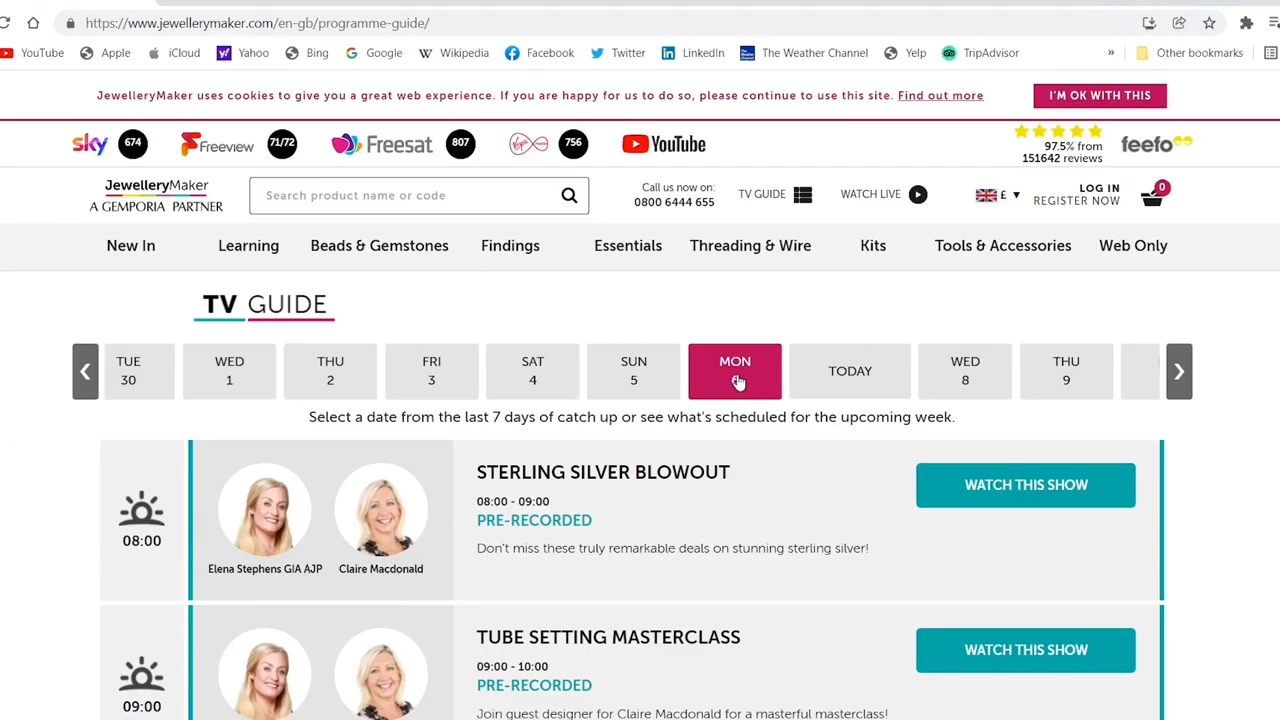 https://www.jewellerymaker.com/en-gb/programme-guide/
YouTube Apple iCloud Yahoo Bing Google Wikipedia Facebook Twitter LinkedIn The Weather Channel Yelp TripAdvisor » Other bookmarks
JewelleryMaker uses cookies to give you a great web experience. If you are happy for us to do so, please continue to use this site. Find out more
I'M OK WITH THIS
sky 674 Freeview 71/72 Freesat 807 756 YouTube
97.5% from
151642 reviews
feefo
JewelleryMaker
A GEMPORIA PARTNER
Search product name or code
Call us now on:
0800 6444 655
TV GUIDE
WATCH LIVE
£
LOG IN
REGISTER NOW
0
New In Learning Beads & Gemstones Findings Essentials Threading & Wire Kits Tools & Accessories Web Only
TV GUIDE
TUE
30
WED
1
THU
2
FRI
3
SAT
4
SUN
5
MON
TODAY
WED
8
THU
9
Select a date from the last 7 days of catch up or see what's scheduled for the upcoming week.
08:00
Elena Stephens GIA AJP
Claire Macdonald
STERLING SILVER BLOWOUT
08:00 - 09:00
PRE-RECORDED
Don't miss these truly remarkable deals on stunning sterling silver!
WATCH THIS SHOW
09:00
TUBE SETTING MASTERCLASS
09:00 - 10:00
PRE-RECORDED
Join guest designer for Claire Macdonald for a masterful masterclass!
WATCH THIS SHOW